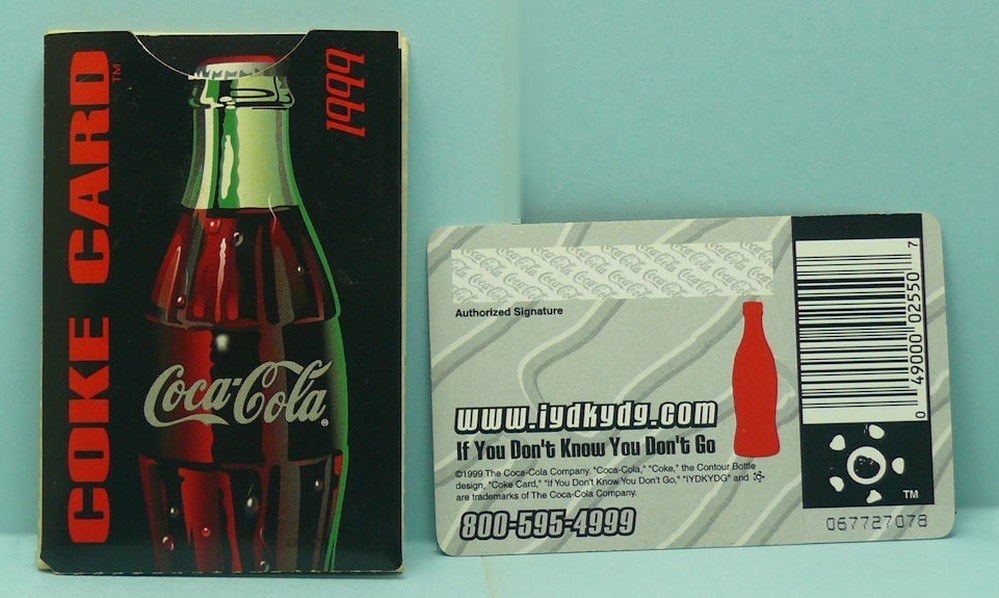 COKE CARD™
1999
Coca-Cola®
Authorized Signature
www.iydkydg.com
If You Don't Know You Don't Go
©1999 The Coca-Cola Company. "Coca-Cola," "Coke," the Contour Bottle
design, "Coke Card," "If You Don't Know You Don't Go," "IYDKYDG" and
are trademarks of The Coca-Cola Company.
800-595-4999
0 49000 02550 7
TM
067727078